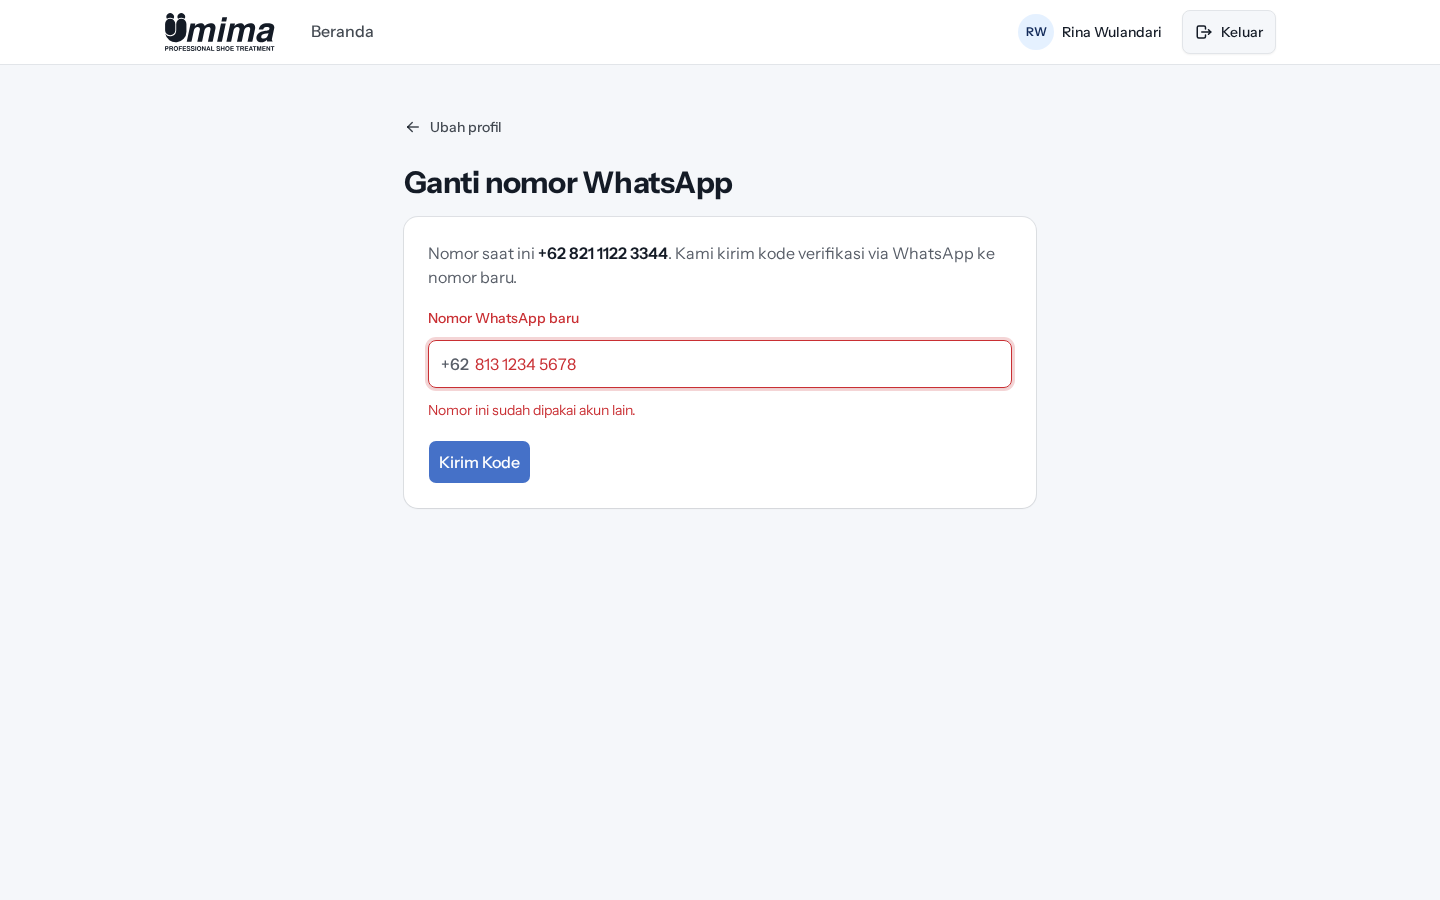 mima
PROFESSIONAL SHOE TREATMENT
Beranda
RW
Rina Wulandari
Keluar
Ubah profil
Ganti nomor WhatsApp
Nomor saat ini +62 821 1122 3344. Kami kirim kode verifikasi via WhatsApp ke
nomor baru.
Nomor WhatsApp baru
+62 813 1234 5678
Nomor ini sudah dipakai akun lain.
Kirim Kode